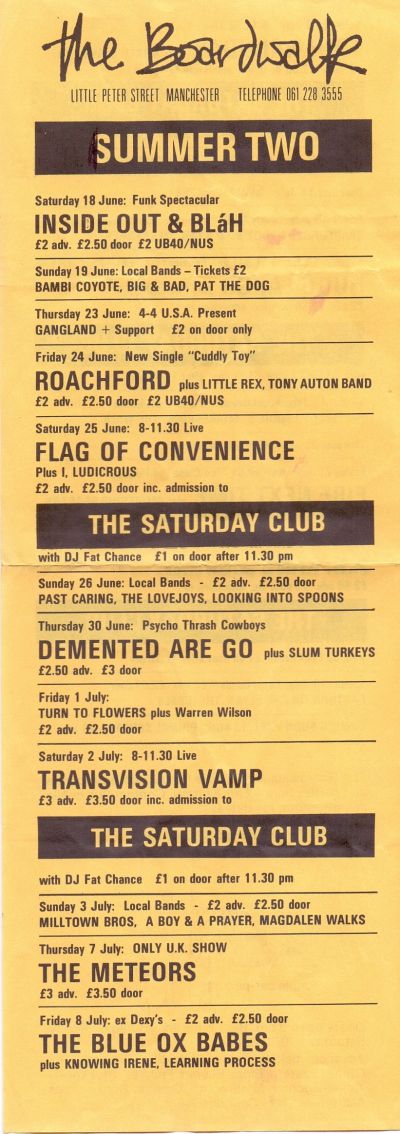 the Boardwalk
LITTLE PETER STREET MANCHESTER TELEPHONE 061 228 3555
SUMMER TWO
Saturday 18 June: Funk Spectacular
INSIDE OUT & BLáH
£2 adv. £2.50 door £2 UB40/NUS
Sunday 19 June: Local Bands – Tickets £2
BAMBI COYOTE, BIG & BAD, PAT THE DOG
Thursday 23 June: 4-4 U.S.A. Present
GANGLAND + Support £2 on door only
Friday 24 June: New Single "Cuddly Toy"
ROACHFORD plus LITTLE REX, TONY AUTON BAND
£2 adv. £2.50 door £2 UB40/NUS
Saturday 25 June: 8-11.30 Live
FLAG OF CONVENIENCE
Plus I, LUDICROUS
£2 adv. £2.50 door inc. admission to
THE SATURDAY CLUB
with DJ Fat Chance £1 on door after 11.30 pm
Sunday 26 June: Local Bands - £2 adv. £2.50 door
PAST CARING, THE LOVEJOYS, LOOKING INTO SPOONS
Thursday 30 June: Psycho Thrash Cowboys
DEMENTED ARE GO plus SLUM TURKEYS
£2.50 adv. £3 door
Friday 1 July:
TURN TO FLOWERS plus Warren Wilson
£2 adv. £2.50 door
Saturday 2 July: 8-11.30 Live
TRANSVISION VAMP
£3 adv. £3.50 door inc. admission to
THE SATURDAY CLUB
with DJ Fat Chance £1 on door after 11.30 pm
Sunday 3 July: Local Bands - £2 adv. £2.50 door
MILLTOWN BROS, A BOY & A PRAYER, MAGDALEN WALKS
Thursday 7 July: ONLY U.K. SHOW
THE METEORS
£3 adv. £3.50 door
Friday 8 July: ex Dexy's - £2 adv. £2.50 door
THE BLUE OX BABES
plus KNOWING IRENE, LEARNING PROCESS